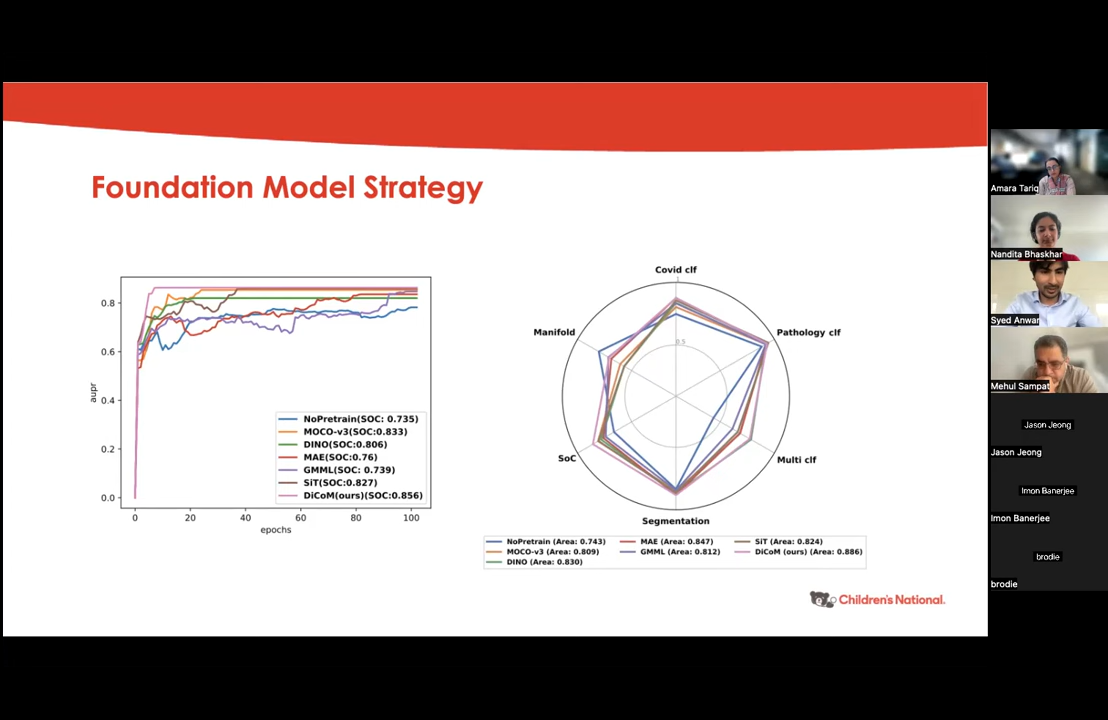 Foundation Model Strategy
0.8
0.6
0.4
0.2
0.0
aupr
0 20 40 60 80 100
epochs
NoPretrain(SOC: 0.735)
MOCO-v3(SOC:0.833)
DINO(SOC:0.806)
MAE(SOC:0.76)
GMML(SOC: 0.739)
SiT(SOC:0.827)
DiCoM(ours)(SOC:0.856)
Covid clf
1
Manifold
0.5
Pathology clf
SoC
Multi clf
Segmentation
NoPretrain (Area: 0.743) MAE (Area: 0.847) SiT (Area: 0.824)
MOCO-v3 (Area: 0.809) GMML (Area: 0.812) DiCoM (ours) (Area: 0.886)
DINO (Area: 0.830)
Children's National.
Amara Tariq
Nandita Bhaskhar
Syed Anwar
Mehul Sampat
Jason Jeong
Jason Jeong
Imon Banerjee
Imon Banerjee
brodie
brodie